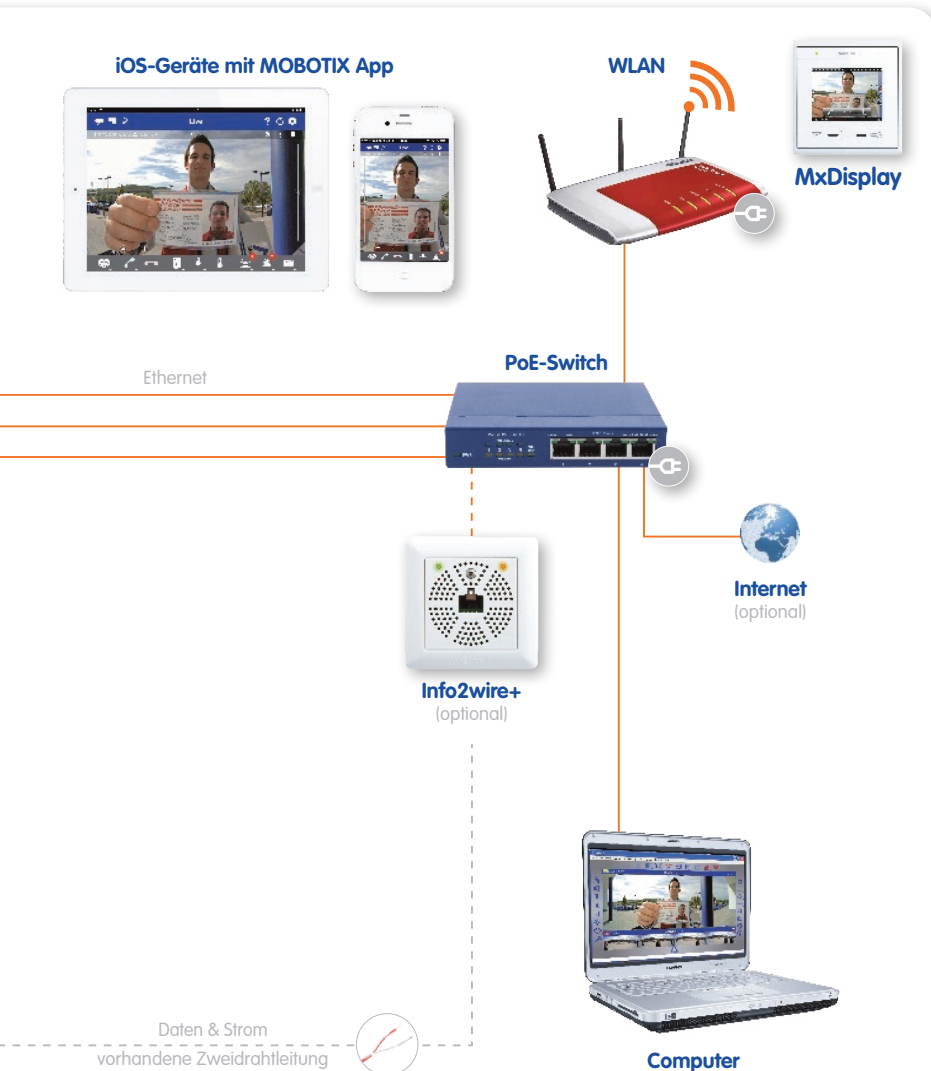 iOS-Geräte mit MOBOTIX App
WLAN
Live
MxDisplay
PoE-Switch
Ethernet
Internet
(optional)
Info2wire+
(optional)
Daten & Strom
vorhandene Zweidrahtleitung
Computer